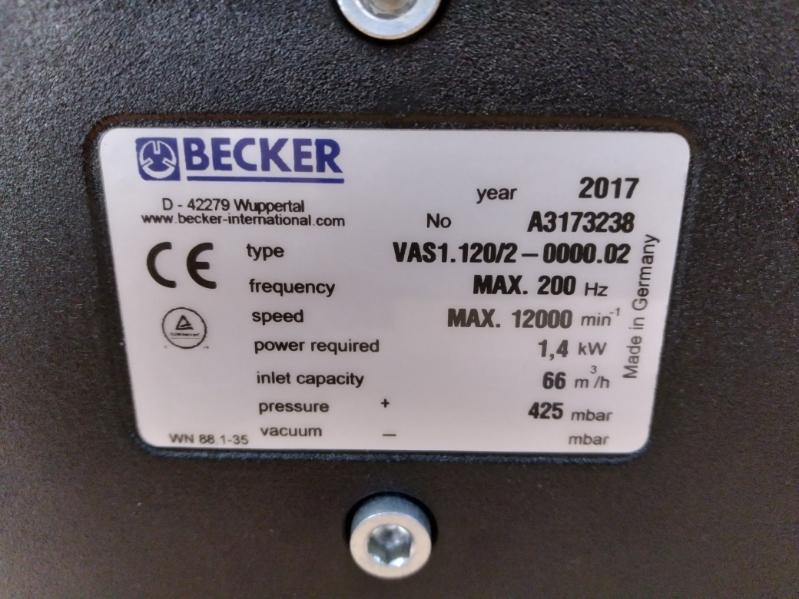 BECKER
D - 42279 Wuppertal
www.becker-international.com
year 2017
No A3173238
type VAS1.120/2-0000.02
frequency MAX. 200 Hz
speed MAX. 12000 min⁻¹
power required 1,4 kW
inlet capacity 66 m³/h
pressure + 425 mbar
vacuum - mbar
WN 88.1-35
CE
Made in Germany